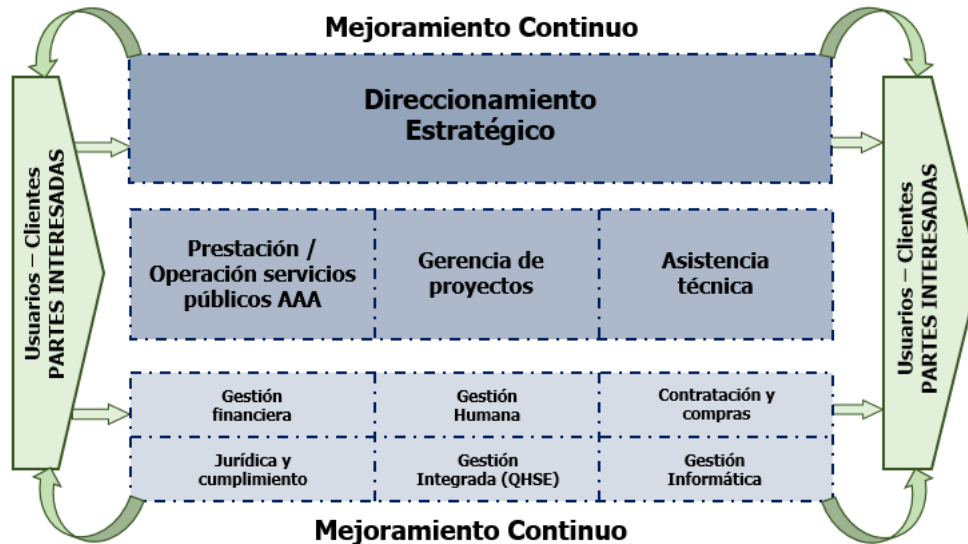 Mejoramiento Continuo
Direccionamiento
Estratégico
Usuarios – Clientes
PARTES INTERESADAS
Prestación /
Operación servicios
públicos AAA
Gerencia de
proyectos
Asistencia
técnica
Usuarios – Clientes
PARTES INTERESADAS
Gestión
financiera
Gestión
Humana
Contratación y
compras
Jurídica y
cumplimiento
Gestión
Integrada (QHSE)
Gestión
Informática
Mejoramiento Continuo